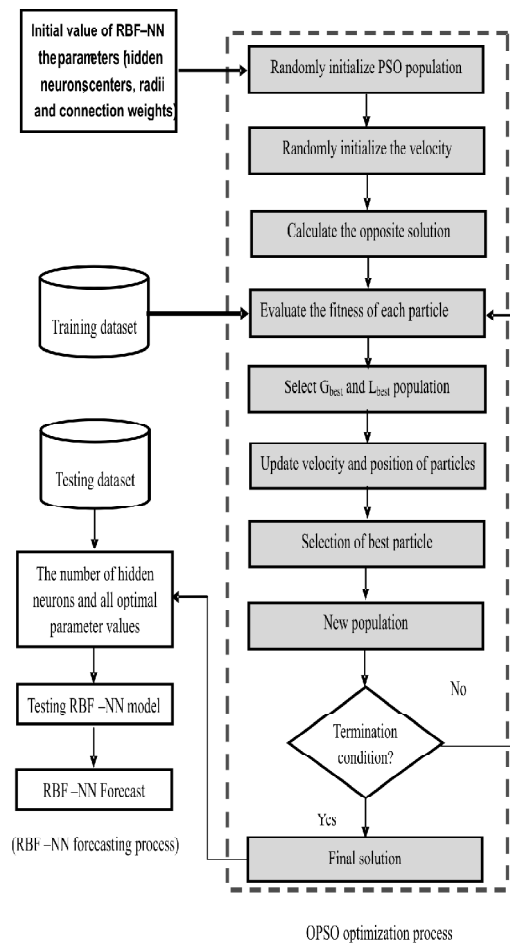 Initial value of RBF–NN
theparameters (hidden
neuronscenters, radii
and connection weights)
Randomly initialize PSO population
Randomly initialize the velocity
Calculate the opposite solution
Training dataset
Evaluate the fitness of each particle
Select Gbest and Lbest population
Testing dataset
Update velocity and position of particles
Selection of best particle
The number of hidden
neurons and all optimal
parameter values
New population
Testing RBF –NN model
No
Termination
condition?
RBF –NN Forecast
Yes
(RBF –NN forecasting process)
Final solution
OPSO optimization process